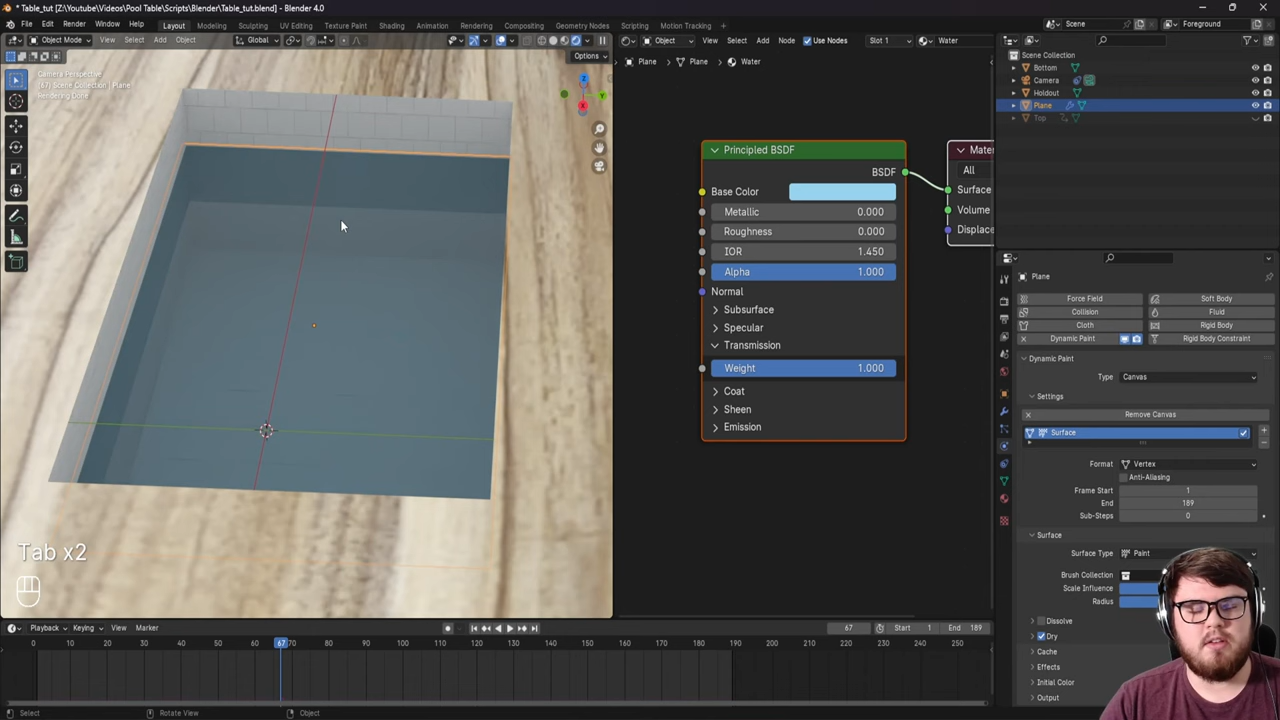 * Table_tut [Z:\Youtube\Videos\Pool Table\Scripts\Blender\Table_tut.blend] - Blender 4.0
File Edit Render Window Help Layout Modeling Sculpting UV Editing Texture Paint Shading Animation Rendering Compositing Geometry Nodes Scripting Motion Tracking Scene Foreground
Object Mode View Select Add Object Global Object View Select Add Node Use Nodes Slot 1 Water
Options
Plane Plane Water
Camera Perspective
(67) Scene Collection | Plane
Rendering Done
Z
Y
X
Scene Collection
Bottom
Camera
Holdout
Plane
Top
Principled BSDF
BSDF
Base Color
Metallic 0.000
Roughness 0.000
IOR 1.450
Alpha 1.000
Normal
Subsurface
Specular
Transmission
Weight 1.000
Coat
Sheen
Emission
Mater
All
Surface
Volume
Displace
Plane
Force Field Soft Body
Collision Fluid
Cloth Rigid Body
Dynamic Paint Rigid Body Constraint
Dynamic Paint
Type Canvas
Settings
Remove Canvas
Surface
Format Vertex
Anti-Aliasing
Frame Start 1
End 189
Sub-Steps 0
Surface
Surface Type Paint
Brush Collection
Scale Influence
Radius
Dissolve
Dry
Cache
Effects
Initial Color
Output
Tab x2
Playback Keying View Marker 67 Start 1 End 189
0 10 20 30 40 50 60 67 70 80 90 100 110 120 130 140 150 160 170 180 190 200 210 220 230 240 250
Select Rotate View Object